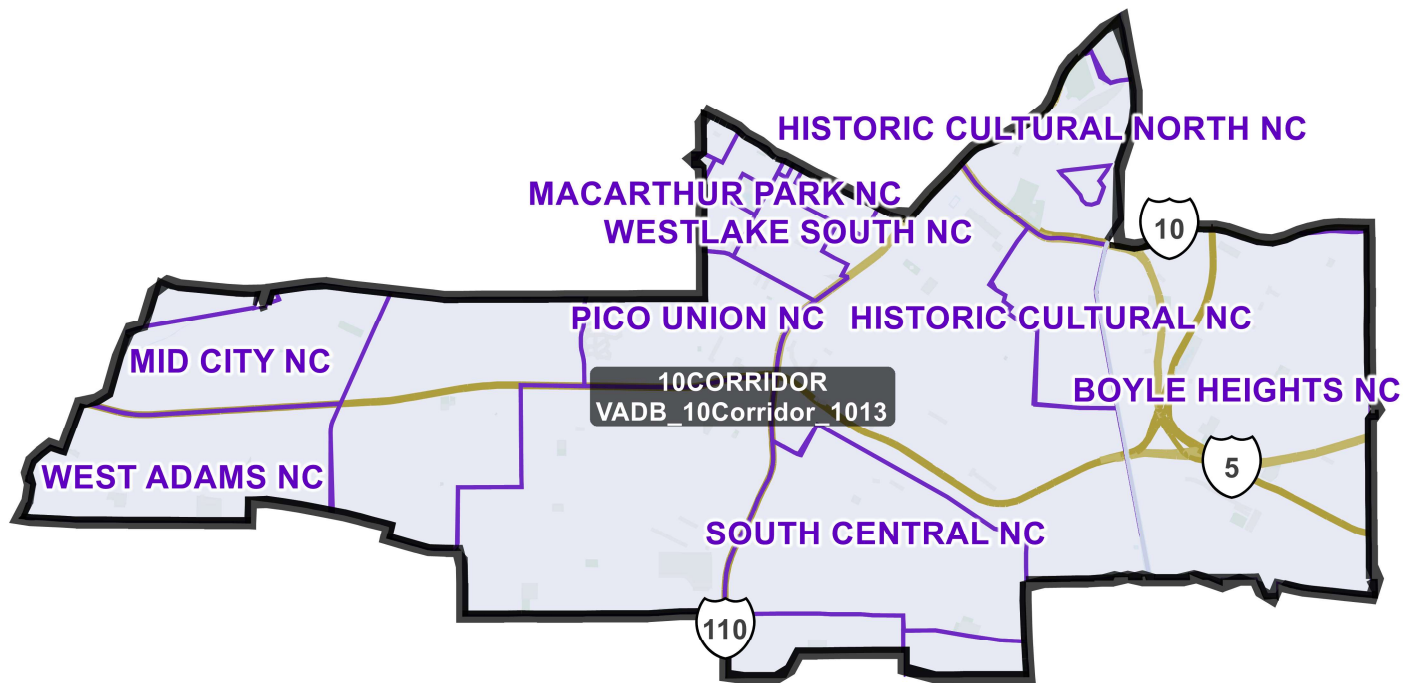 HISTORIC CULTURAL NORTH NC
MACARTHUR PARK NC
WESTLAKE SOUTH NC
10
PICO UNION NC
HISTORIC CULTURAL NC
MID CITY NC
10CORRIDOR
VADB_10Corridor_1013
BOYLE HEIGHTS NC
5
WEST ADAMS NC
SOUTH CENTRAL NC
110